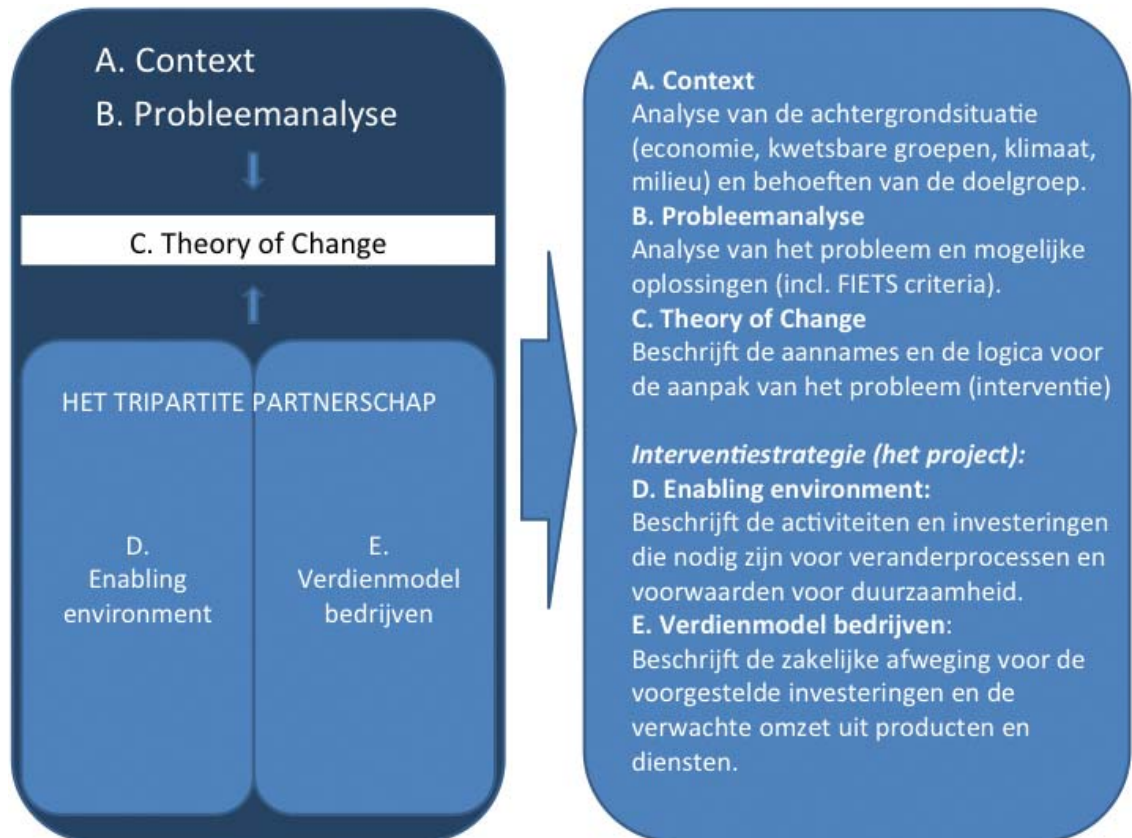 A. Context
B. Probleemanalyse
C. Theory of Change
HET TRIPARTITE PARTNERSCHAP
D.
Enabling
environment
E.
Verdienmodel
bedrijven
A. Context
Analyse van de achtergrondsituatie
(economie, kwetsbare groepen, klimaat,
milieu) en behoeften van de doelgroep.
B. Probleemanalyse
Analyse van het probleem en mogelijke
oplossingen (incl. FIETS criteria).
C. Theory of Change
Beschrijft de aannames en de logica voor
de aanpak van het probleem (interventie)
Interventiestrategie (het project):
D. Enabling environment:
Beschrijft de activiteiten en investeringen
die nodig zijn voor veranderprocessen en
voorwaarden voor duurzaamheid.
E. Verdienmodel bedrijven:
Beschrijft de zakelijke afweging voor de
voorgestelde investeringen en de
verwachte omzet uit producten en
diensten.